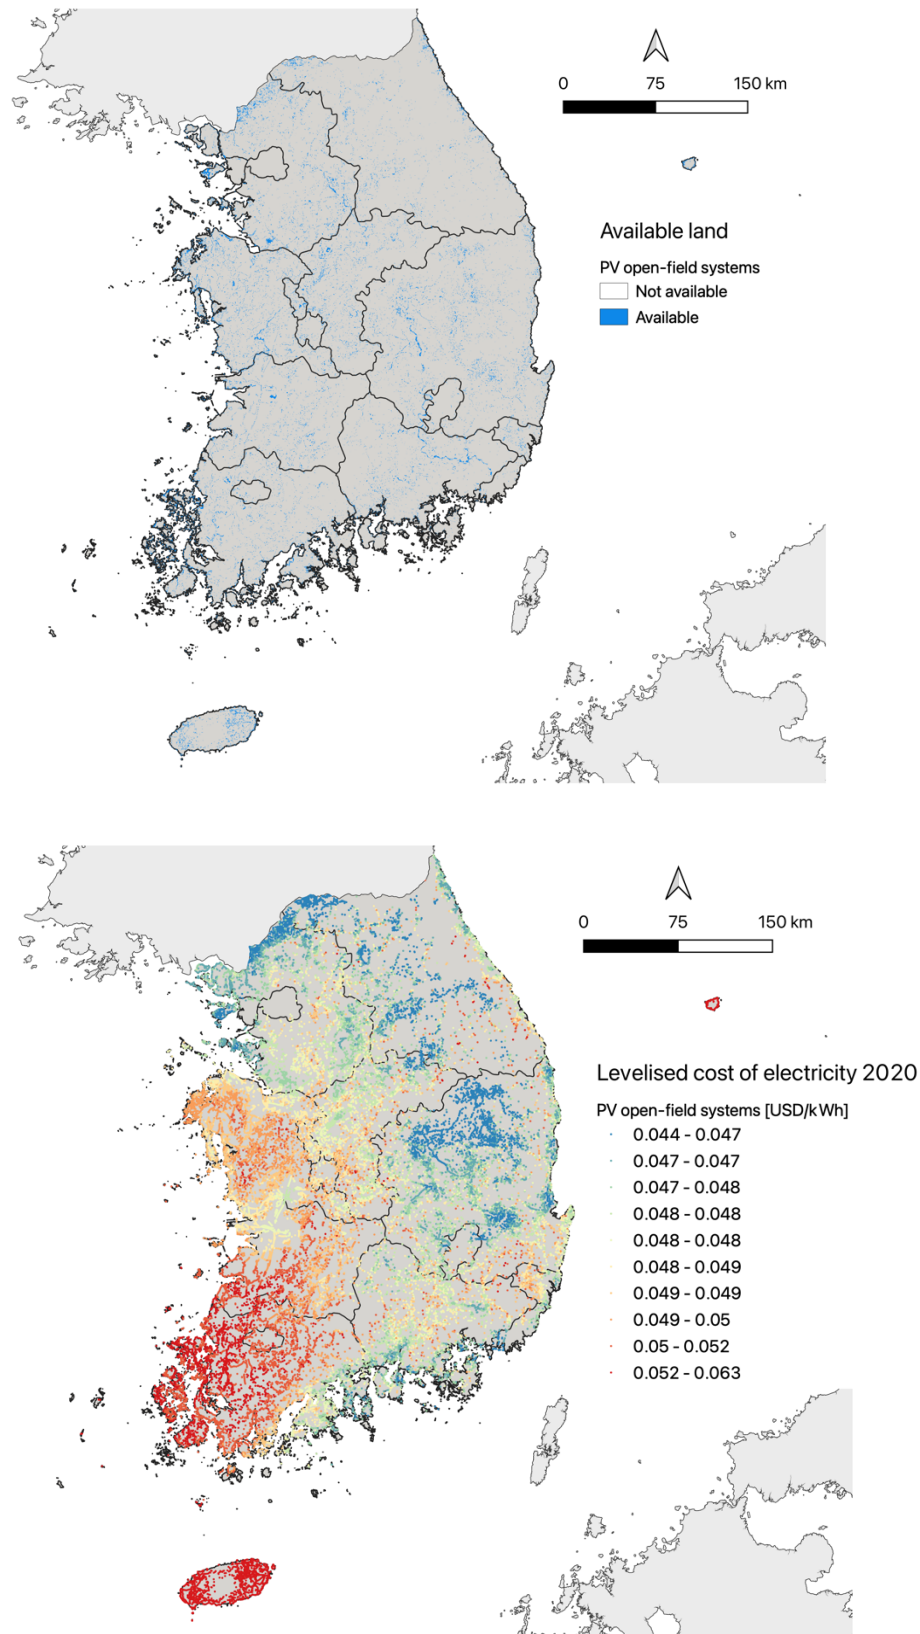 0 75 150 km
Available land
PV open-field systems
Not available
Available
0 75 150 km
Levelised cost of electricity 2020
PV open-field systems [USD/kWh]
0.044 - 0.047
0.047 - 0.047
0.047 - 0.048
0.048 - 0.048
0.048 - 0.048
0.048 - 0.049
0.049 - 0.049
0.049 - 0.05
0.05 - 0.052
0.052 - 0.063